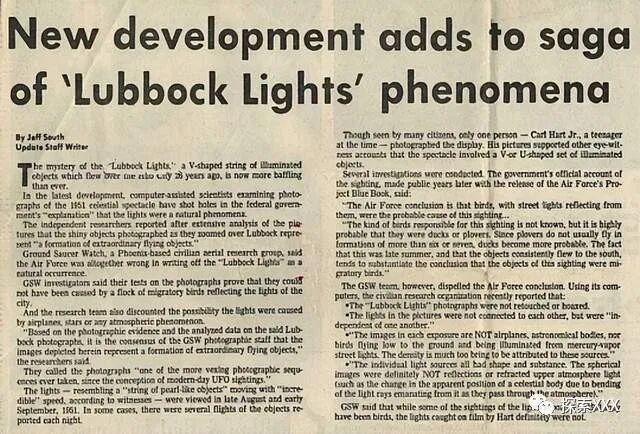 New development adds to saga
of 'Lubbock Lights' phenomena
By Jeff South
Update Staff Writer
The mystery of the "Lubbock Lights," a V-shaped string of illuminated
objects which flew over the Hub City 28 years ago, is now more baffling
than ever.
In the latest development, computer-assisted scientists examining photo-
graphs of the 1951 celestial spectacle have shot holes in the federal govern-
ment's "explanation" that the lights were a natural phenomena.
The independent researchers reported after extensive analysis of the pic-
tures that the shiny objects photographed as they zoomed over Lubbock repre-
sent "a formation of extraordinary flying objects."
Ground Saucer Watch, a Phoenix-based civilian aerial research group, said
the Air Force was altogether wrong in writing off the "Lubbock Lights" as a
natural occurrence.
GSW investigators said their tests on the photographs prove that they could
not have been caused by a flock of migratory birds reflecting the lights of the
city.
And the research team also discounted the possibility the lights were caused
by airplanes, stars or any atmospheric phenomenon.
"Based on the photographic evidence and the analyzed data on the said Lub-
bock photographs, it is the consensus of the GSW photographic staff that the
images depicted herein represent a formation of extraordinary flying objects,"
the researchers said.
They called the photographs "one of the more vexing photographic sequ-
ences ever taken, since the conception of modern-day UFO sightings."
The lights — resembling a "string of pearl-like objects" moving with "incre-
dible" speed, according to witnesses — were viewed in late August and early
September, 1951. In some cases, there were several flights of the objects re-
ported each night.
Though seen by many citizens, only one person — Carl Hart Jr., a teenager
at the time — photographed the display. His pictures supported other eye-wit-
ness accounts that the spectacle involved a V-or U-shaped set of illuminated
objects.
Several investigations were conducted. The government's official account of
the sighting, made public years later with the release of the Air Force's Pro-
ject Blue Book, said:
"The Air Force conclusion is that birds, with street lights reflecting from
them, were the probable cause of this sighting...
"The kind of birds responsible for this sighting is not known, but it is highly
probable that they were ducks or plovers. Since plovers do not usually fly in
formations of more than six or seven, ducks become more probable. The fact
that this was late summer, and that the objects consistently flew to the south,
tends to substantiate the conclusion that the objects of this sighting were mi-
gratory birds."
The GSW team, however, dispelled the Air Force conclusion. Using its com-
puters, the civilian research organization recently reported that:
•The "Lubbock Lights" photographs were not retouched or hoaxed.
•The lights in the pictures were not connected to each other, but were "in-
dependent of one another."
•"The images in each exposure are NOT airplanes, astronomical bodies, nor
birds flying low to the ground and being illuminated from mercury-vapor
street lights. The density is much too being to be attributed to these sources."
•"The individual light sources all had shape and substance. The spherical
images were definitely NOT reflections or refracted upper atmosphere light
(such as the change in the apparent position of a celestial body due to bending
of the light rays emanating from it as they pass through the atmosphere)."
GSW said that while some of the sightings of the lights
have been birds, the lights caught on film by Hart definitely were not.
探索XXX